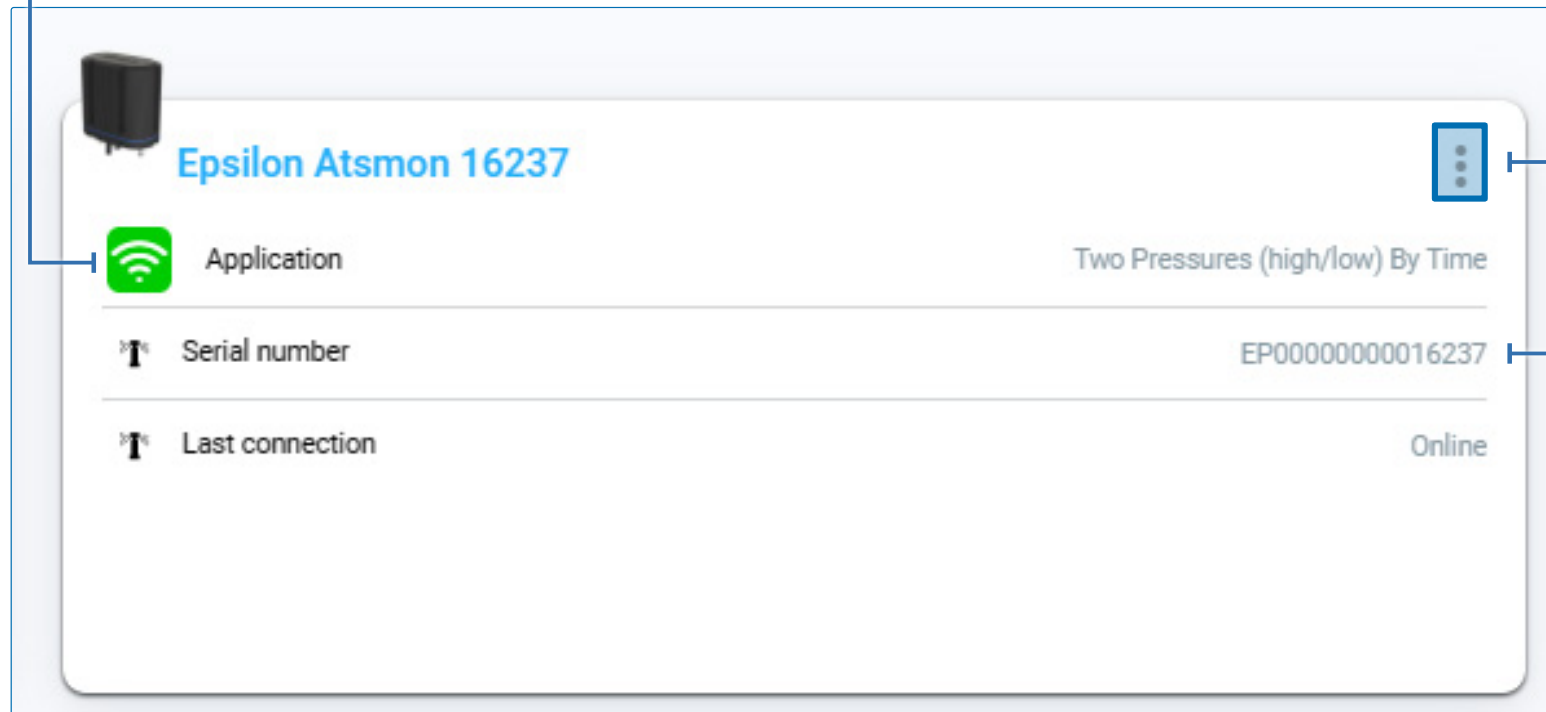 Epsilon Atsmon 16237
Application Two Pressures (high/low) By Time
Serial number EP00000000016237
Last connection Online